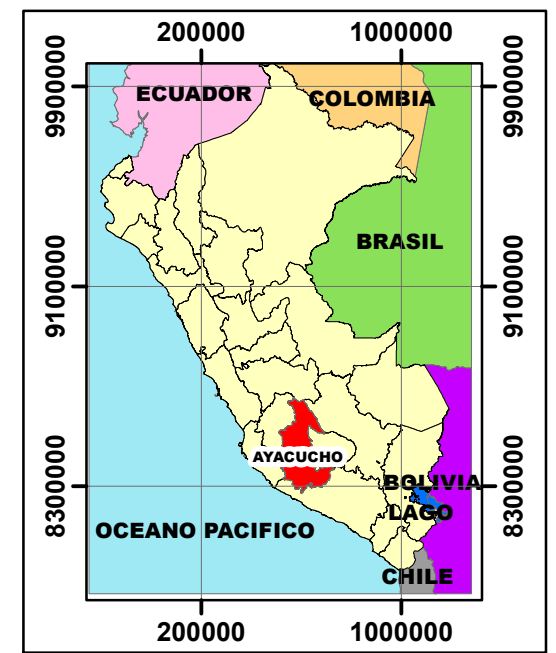 200000 1000000
9900000 9900000
ECUADOR
COLOMBIA
BRASIL
9100000 9100000
AYACUCHO
8300000 8300000
BOLIVIA
LAGO
OCEANO PACIFICO
CHILE
200000 1000000